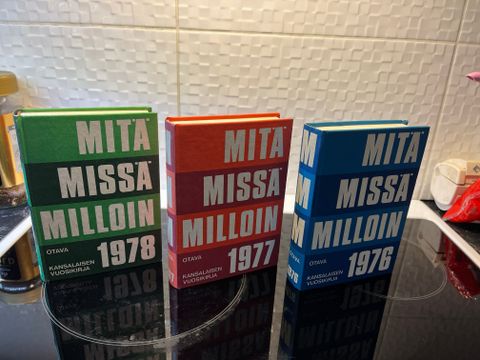 MITÄ
MISSÄ
MILLOIN
OTAVA
1978
KANSALAISEN
VUOSIKIRJA
MITÄ
MISSÄ
MILLOIN
OTAVA
1977
KANSALAISEN
VUOSIKIRJA
MITÄ
MISSÄ
MILLOIN
OTAVA
1976
KANSALAISEN
VUOSIKIRJA